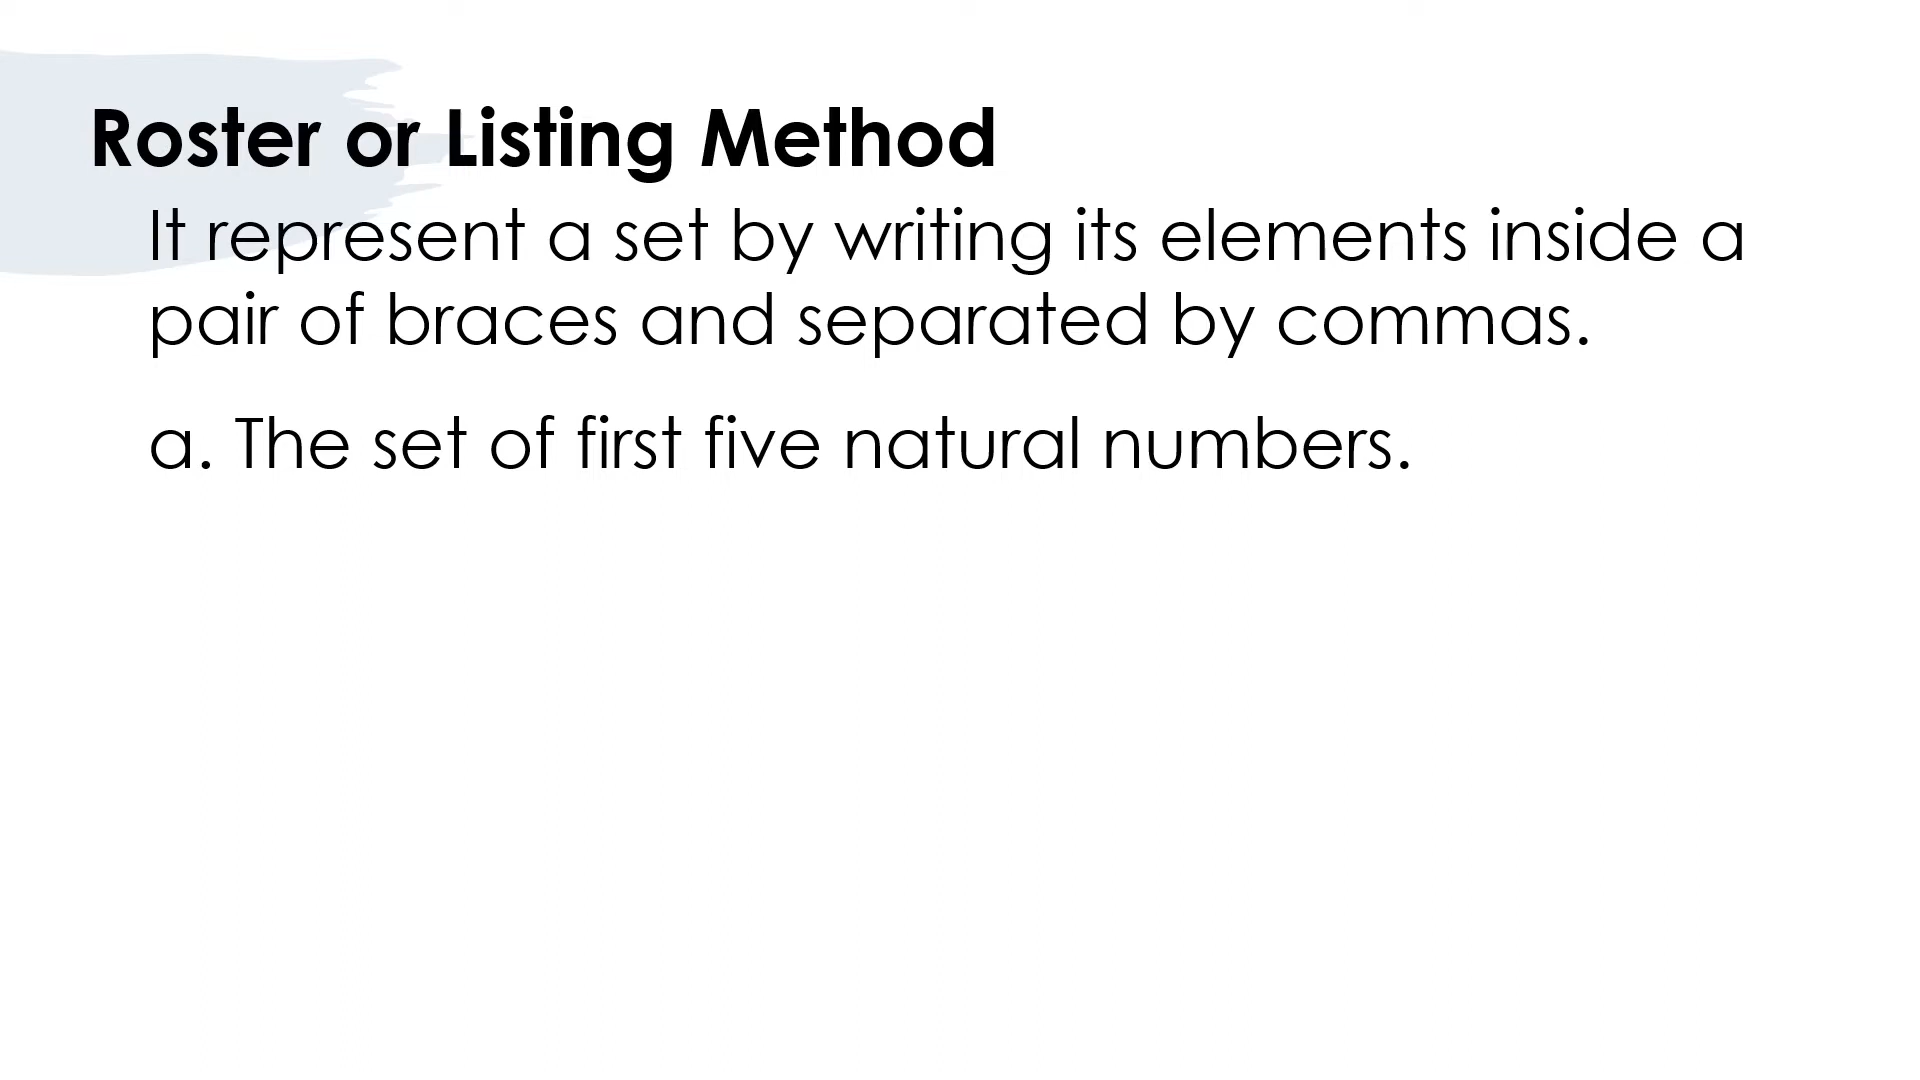 Roster or Listing Method
It represent a set by writing its elements inside a
pair of braces and separated by commas.
a. The set of first five natural numbers.